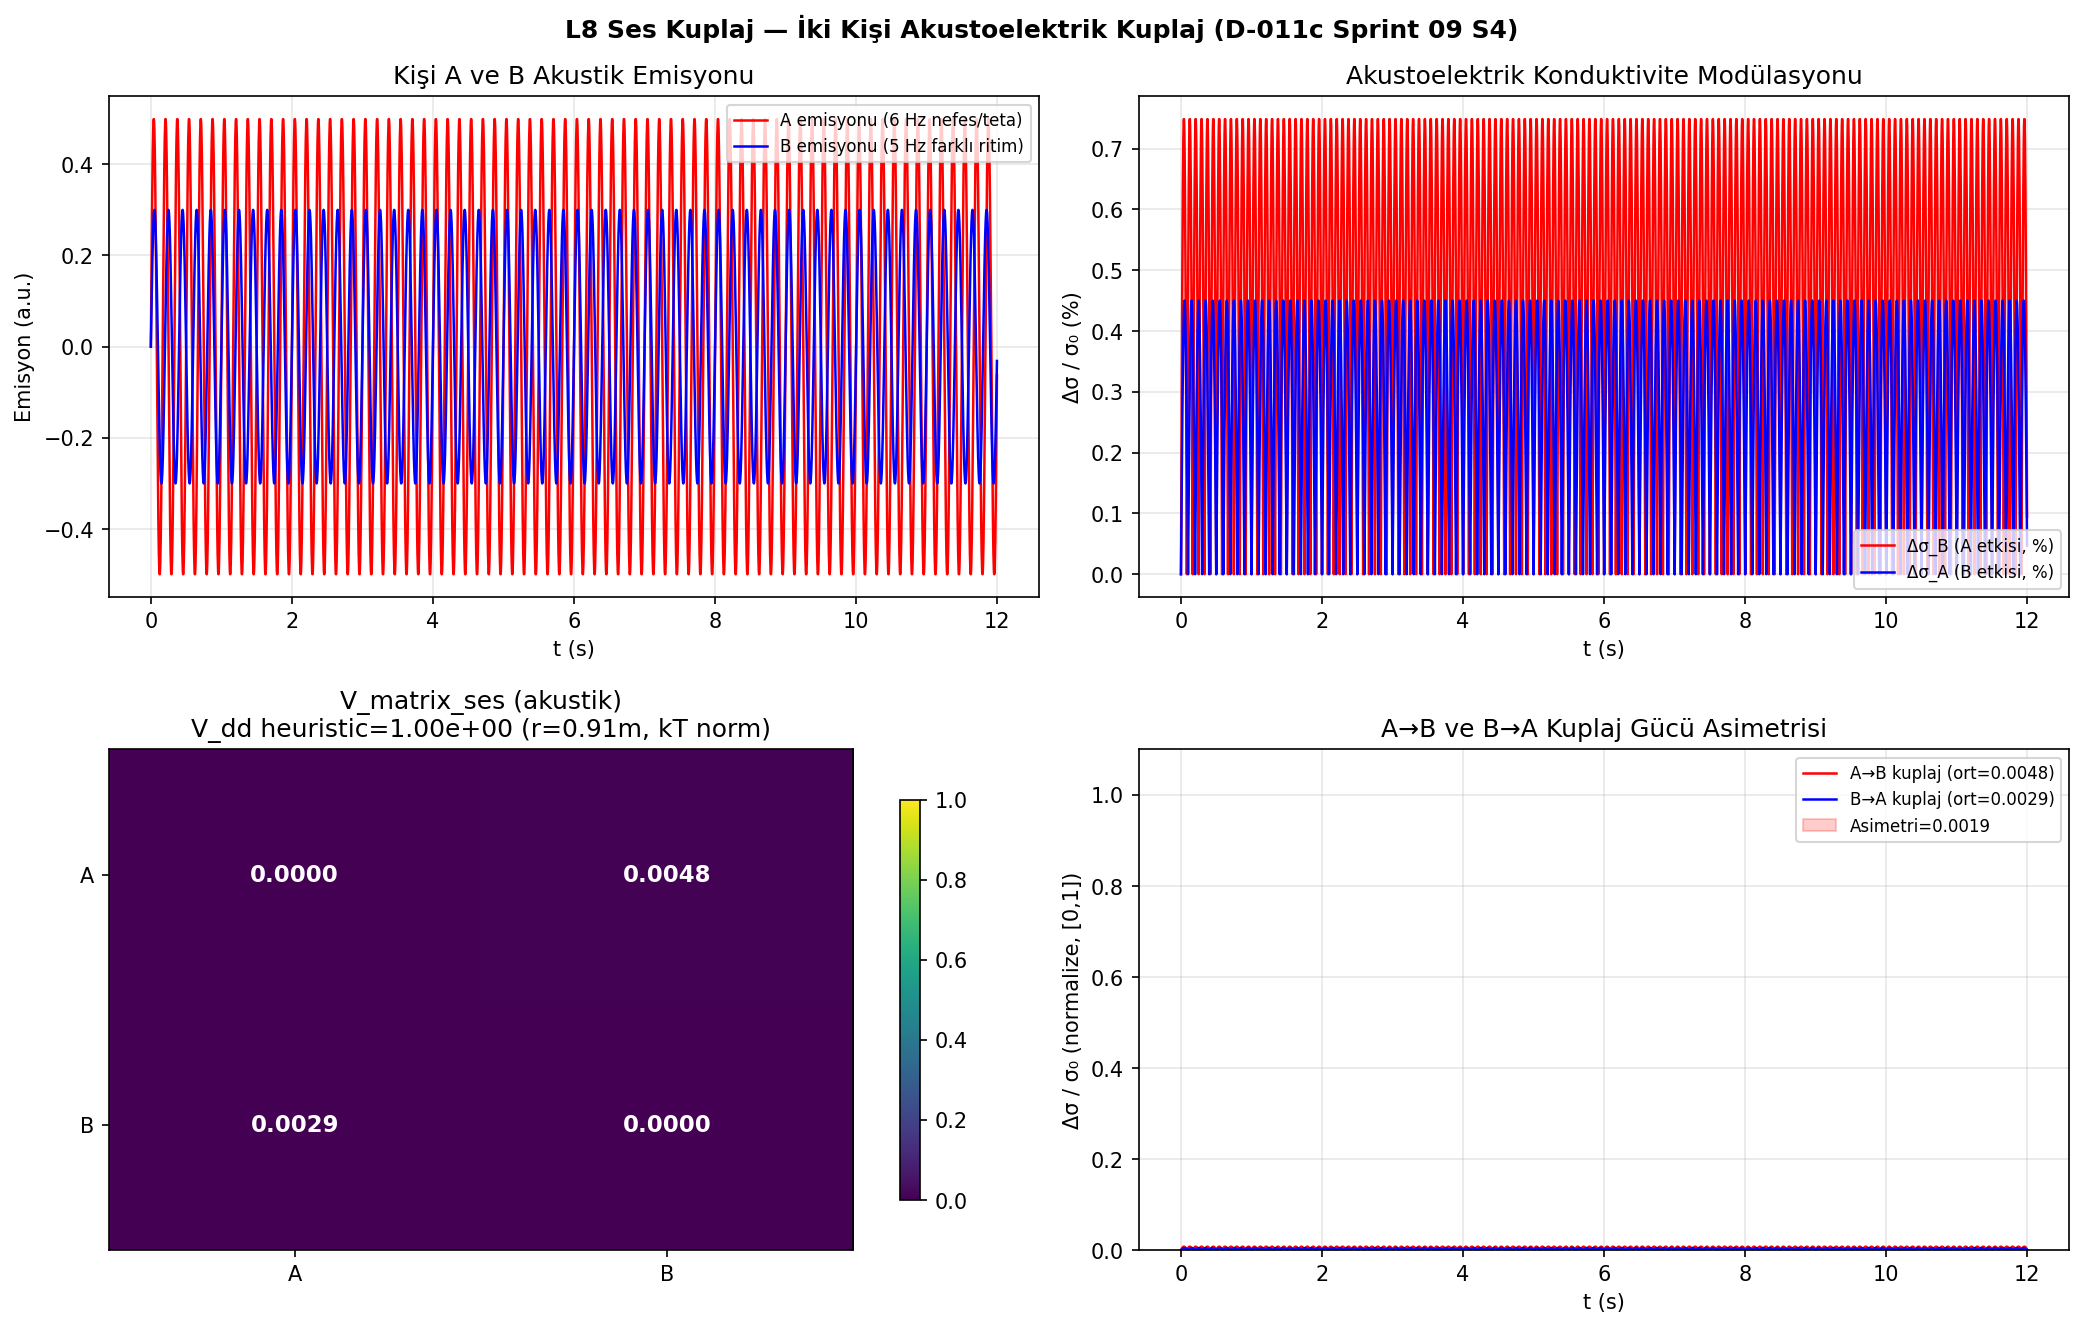 L8 Ses Kuplaj — İki Kişi Akustoelektrik Kuplaj (D-011c Sprint 09 S4)
Kişi A ve B Akustik Emisyonu
A emisyonu (6 Hz nefes/teta)
B emisyonu (5 Hz farklı ritim)
0.4
0.2
0.0
−0.2
−0.4
Emisyon (a.u.)
0 2 4 6 8 10 12
t (s)
Akustoelektrik Konduktivite Modülasyonu
0.7
0.6
0.5
0.4
0.3
0.2
0.1
0.0
Δσ / σ₀ (%)
Δσ_B (A etkisi, %)
Δσ_A (B etkisi, %)
0 2 4 6 8 10 12
t (s)
V_matrix_ses (akustik)
V_dd heuristic=1.00e+00 (r=0.91m, kT norm)
A
B
0.0000 0.0048
0.0029 0.0000
A B
1.0
0.8
0.6
0.4
0.2
0.0
A→B ve B→A Kuplaj Gücü Asimetrisi
A→B kuplaj (ort=0.0048)
B→A kuplaj (ort=0.0029)
Asimetri=0.0019
1.0
0.8
0.6
0.4
0.2
0.0
Δσ / σ₀ (normalize, [0,1])
0 2 4 6 8 10 12
t (s)